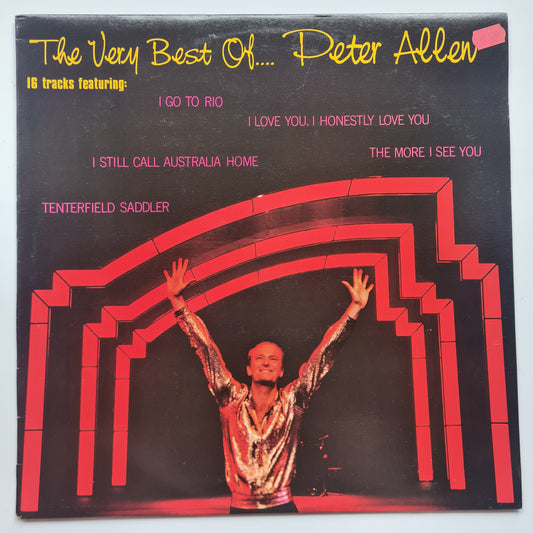 The Very Best Of.... Peter Allen
16 tracks featuring:
I GO TO RIO
I LOVE YOU, I HONESTLY LOVE YOU
I STILL CALL AUSTRALIA HOME
THE MORE I SEE YOU
TENTERFIELD SADDLER